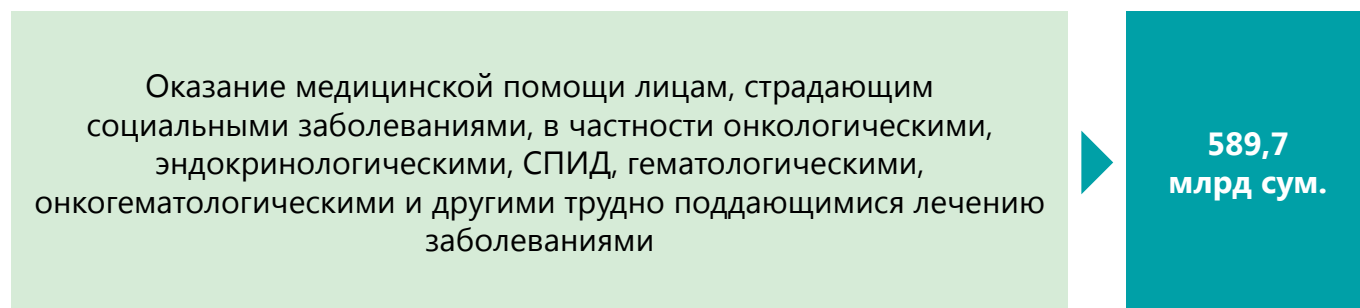 Оказание медицинской помощи лицам, страдающим
социальными заболеваниями, в частности онкологическими,
эндокринологическими, СПИД, гематологическими,
онкогематологическими и другими трудно поддающимися лечению
заболеваниями
589,7
млрд сум.